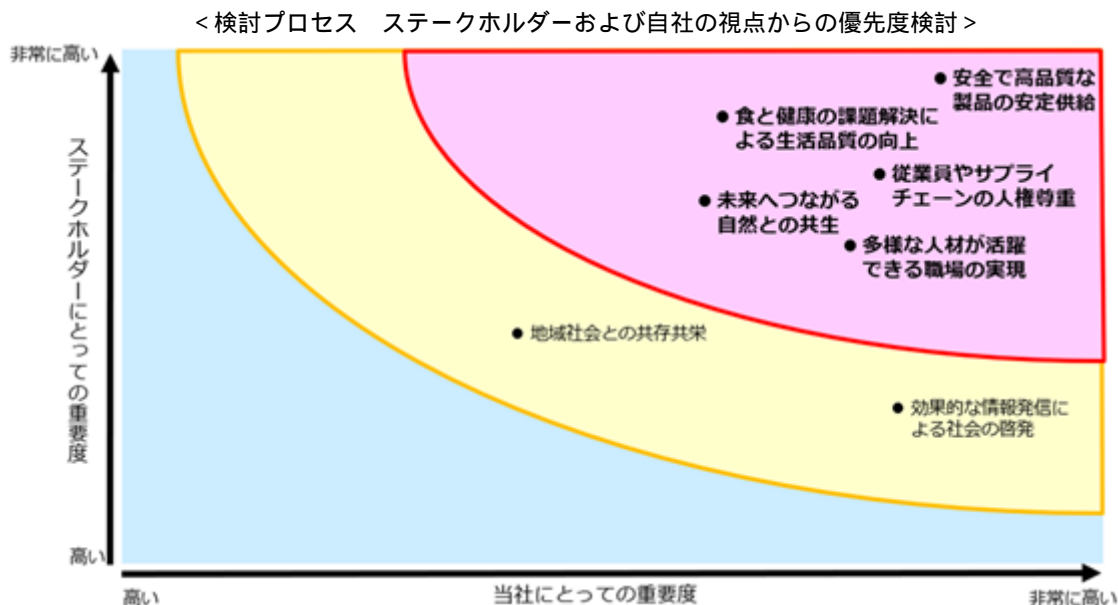 <検討プロセス　ステークホルダーおよび自社の視点からの優先度検討>
非常に高い
● 安全で高品質な
製品の安定供給
● 食と健康の課題解決に
よる生活品質の向上
● 従業員やサプライ
チェーンの人権尊重
● 未来へつながる
自然との共生
● 多様な人材が活躍
できる職場の実現
ステークホルダーにとっての重要度
● 地域社会との共存共栄
● 効果的な情報発信に
よる社会の啓発
高い
高い
当社にとっての重要度
非常に高い